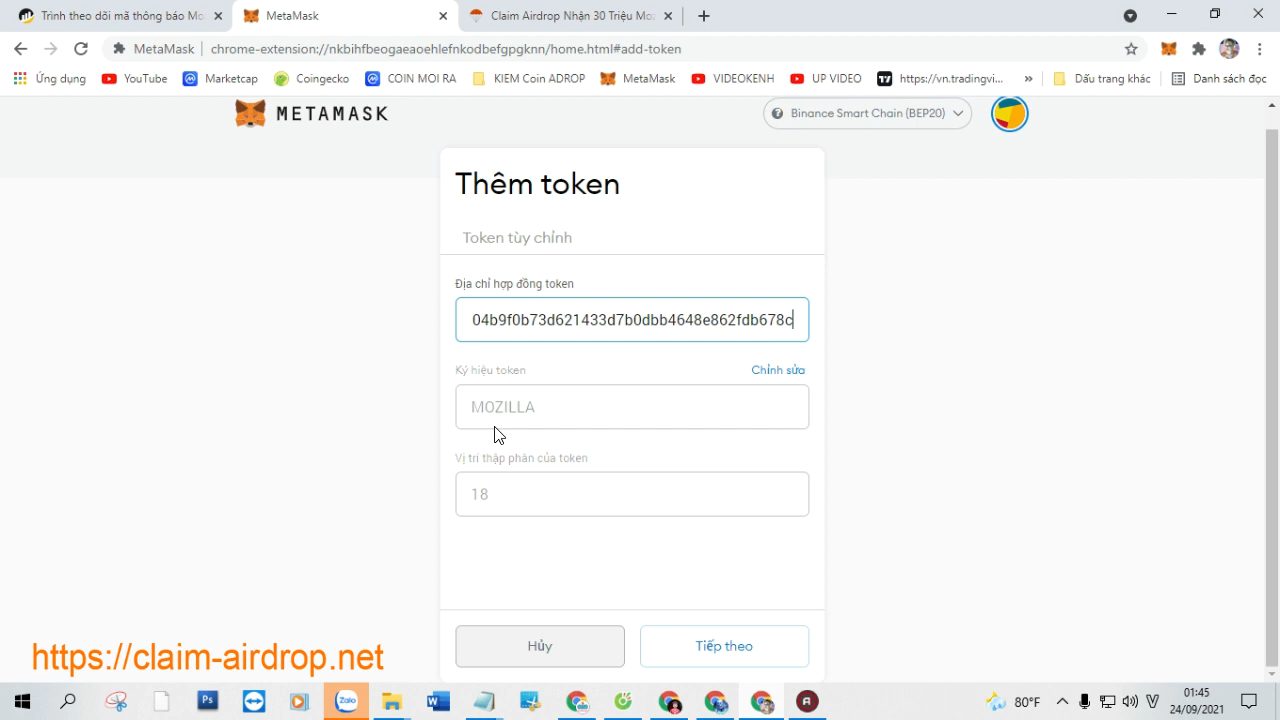 Trình theo dõi mã thông báo Mo
MetaMask
Claim Airdrop Nhận 30 Triệu Moz
MetaMask
chrome-extension://nkbihfbeogaeaoehlefnkodbefgpgknn/home.html#add-token
Ứng dụng
YouTube
Marketcap
Coingecko
COIN MOI RA
KIEM Coin ADROP
MetaMask
VIDEOKENH
UP VIDEO
https://vn.tradingvi...
»
Dấu trang khác
Danh sách đọc
METAMASK
Binance Smart Chain (BEP20)
Thêm token
Token tùy chỉnh
Địa chỉ hợp đồng token
04b9f0b73d621433d7b0dbb4648e862fdb678c
Ký hiệu token
Chỉnh sửa
MOZILLA
Vị trí thập phân của token
18
Hủy
Tiếp theo
https://claim-airdrop.net
Ps
Zalo
W
80°F
V
01:45
24/09/2021